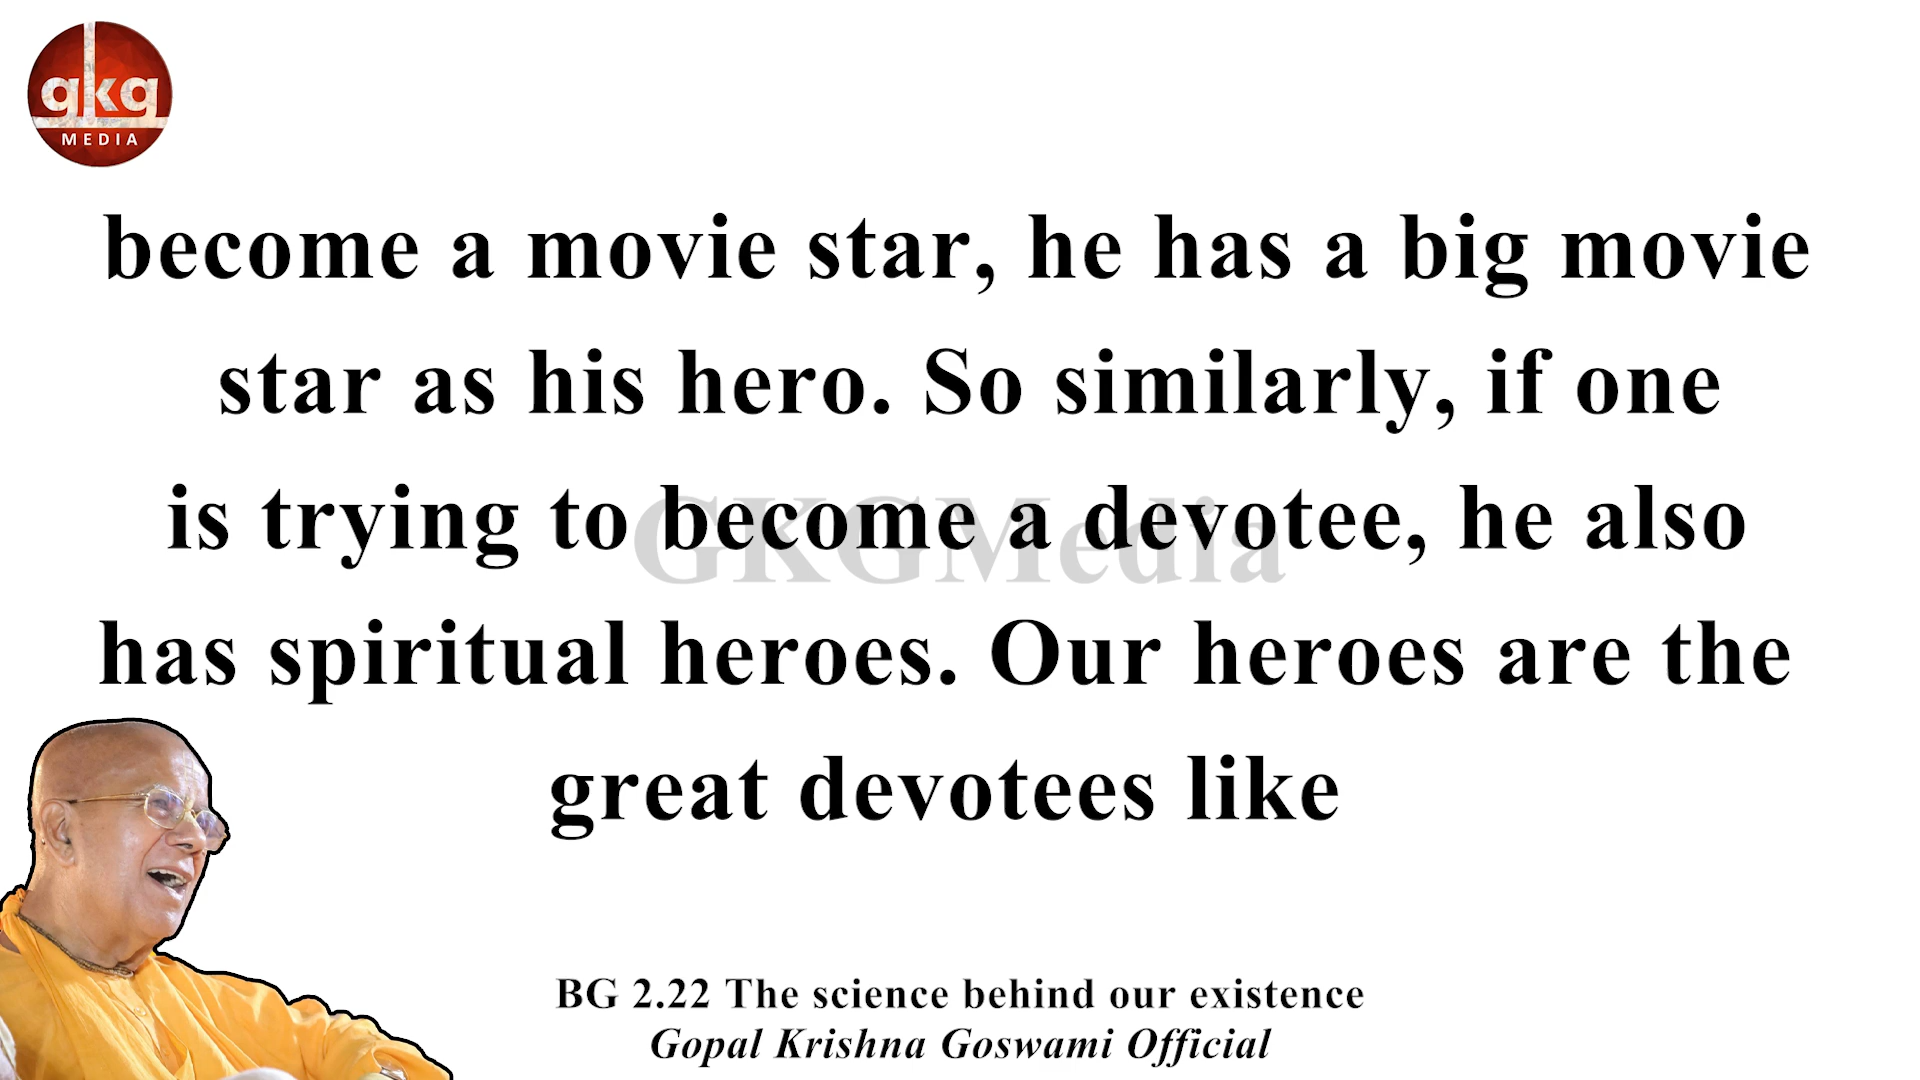 gkg
MEDIA
become a movie star, he has a big movie
star as his hero. So similarly, if one
is trying to become a devotee, he also
has spiritual heroes. Our heroes are the
great devotees like
GKGMedia
BG 2.22 The science behind our existence
Gopal Krishna Goswami Official